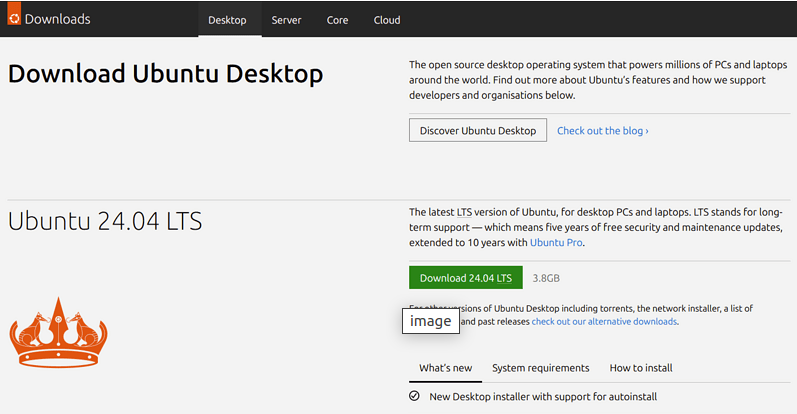 Downloads
Desktop
Server
Core
Cloud
Download Ubuntu Desktop
The open source desktop operating system that powers millions of PCs and laptops
around the world. Find out more about Ubuntu's features and how we support
developers and organisations below.
Discover Ubuntu Desktop
Check out the blog ›
Ubuntu 24.04 LTS
The latest LTS version of Ubuntu, for desktop PCs and laptops. LTS stands for long-
term support — which means five years of free security and maintenance updates,
extended to 10 years with Ubuntu Pro.
Download 24.04 LTS
3.8GB
For other versions of Ubuntu Desktop including torrents, the network installer, a list of
image
and past releases check out our alternative downloads.
What's new
System requirements
How to install
New Desktop installer with support for autoinstall